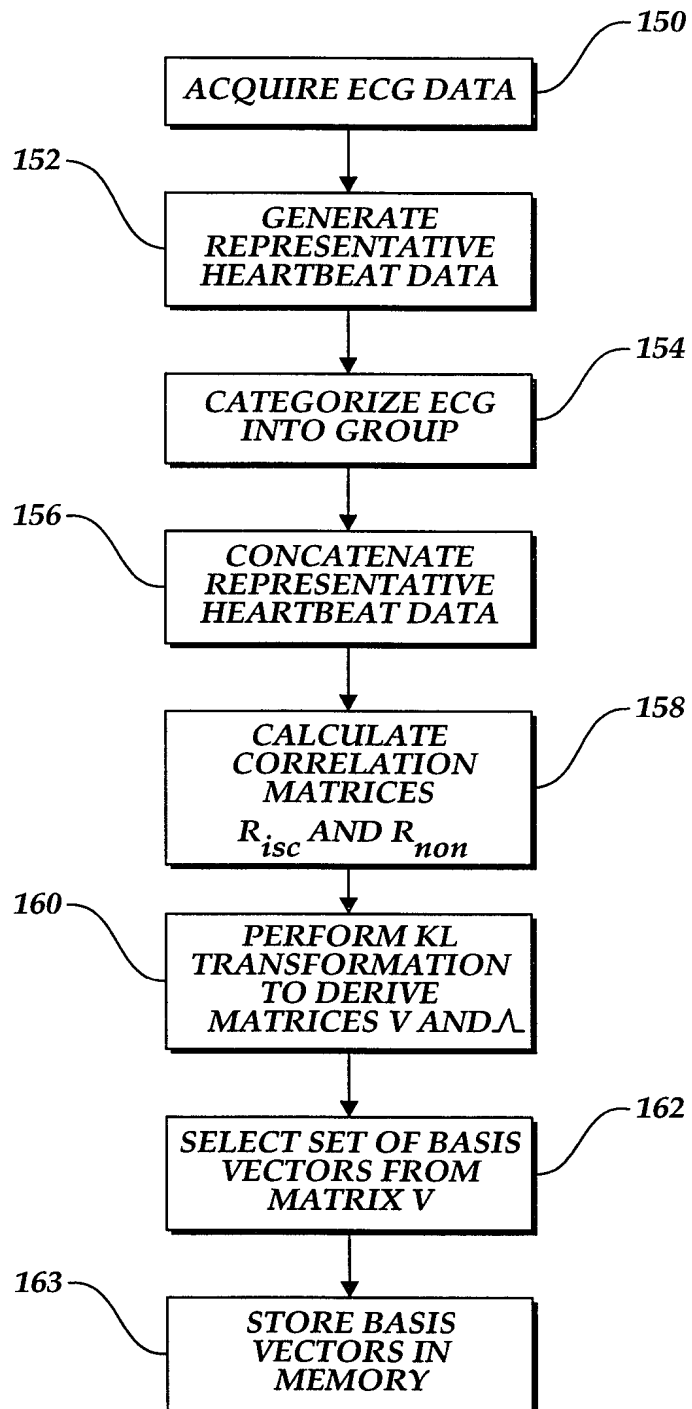 150
ACQUIRE ECG DATA
152
GENERATE
REPRESENTATIVE
HEARTBEAT DATA
154
CATEGORIZE ECG
INTO GROUP
156
CONCATENATE
REPRESENTATIVE
HEARTBEAT DATA
158
CALCULATE
CORRELATION
MATRICES
R_isc AND R_non
160
PERFORM KL
TRANSFORMATION
TO DERIVE
MATRICES V AND Λ
162
SELECT SET OF BASIS
VECTORS FROM
MATRIX V
163
STORE BASIS
VECTORS IN
MEMORY